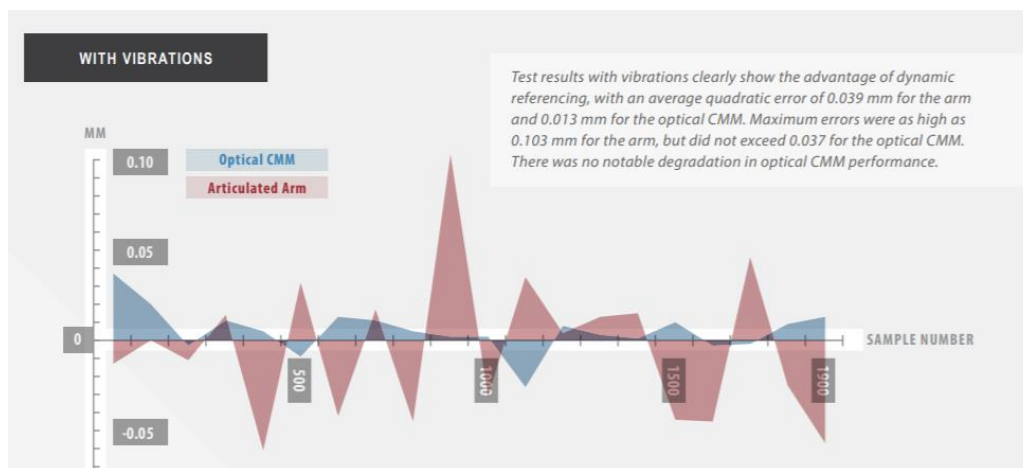 WITH VIBRATIONS
Test results with vibrations clearly show the advantage of dynamic
referencing, with an average quadratic error of 0.039 mm for the arm
and 0.013 mm for the optical CMM. Maximum errors were as high as
0.103 mm for the arm, but did not exceed 0.037 for the optical CMM.
There was no notable degradation in optical CMM performance.
MM
0.10
Optical CMM
Articulated Arm
0.05
0
SAMPLE NUMBER
500
1000
1500
1900
-0.05